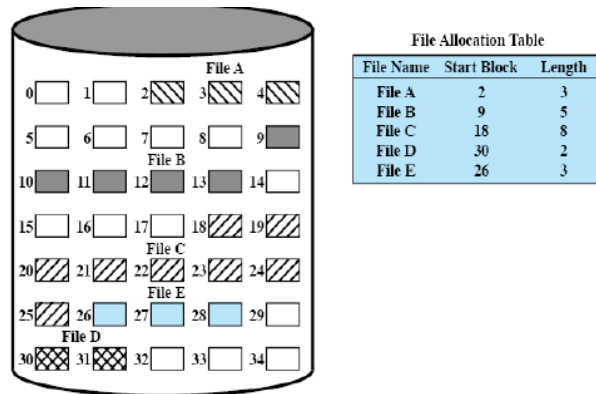 File A
0 1 2 3 4
5 6 7 8 9
File B
10 11 12 13 14
15 16 17 18 19
File C
20 21 22 23 24
File E
25 26 27 28 29
File D
30 31 32 33 34
File Allocation Table
File Name Start Block Length
File A 2 3
File B 9 5
File C 18 8
File D 30 2
File E 26 3